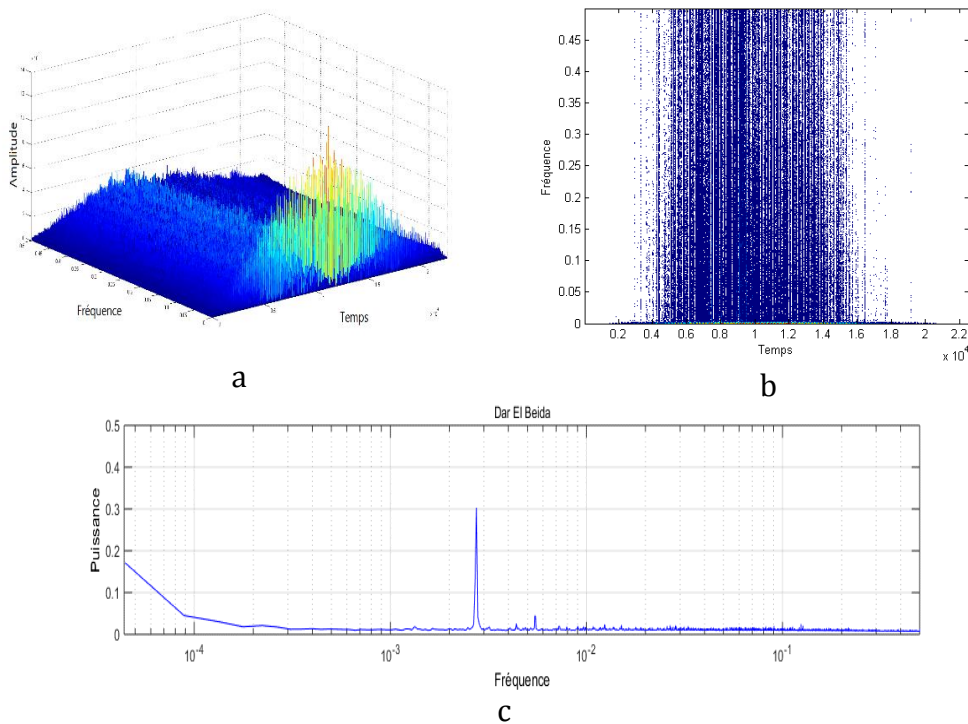 Amplitude
Fréquence
Temps
a
0.45
0.4
0.35
0.3
0.25
0.2
0.15
0.1
0.05
0
Fréquence
0 0.2 0.4 0.6 0.8 1 1.2 1.4 1.6 1.8 2 2.2
Temps
x 10⁴
b
Dar El Beida
0.5
0.4
0.3
0.2
0.1
0
Puissance
10⁻⁴ 10⁻³ 10⁻² 10⁻¹
Fréquence
c